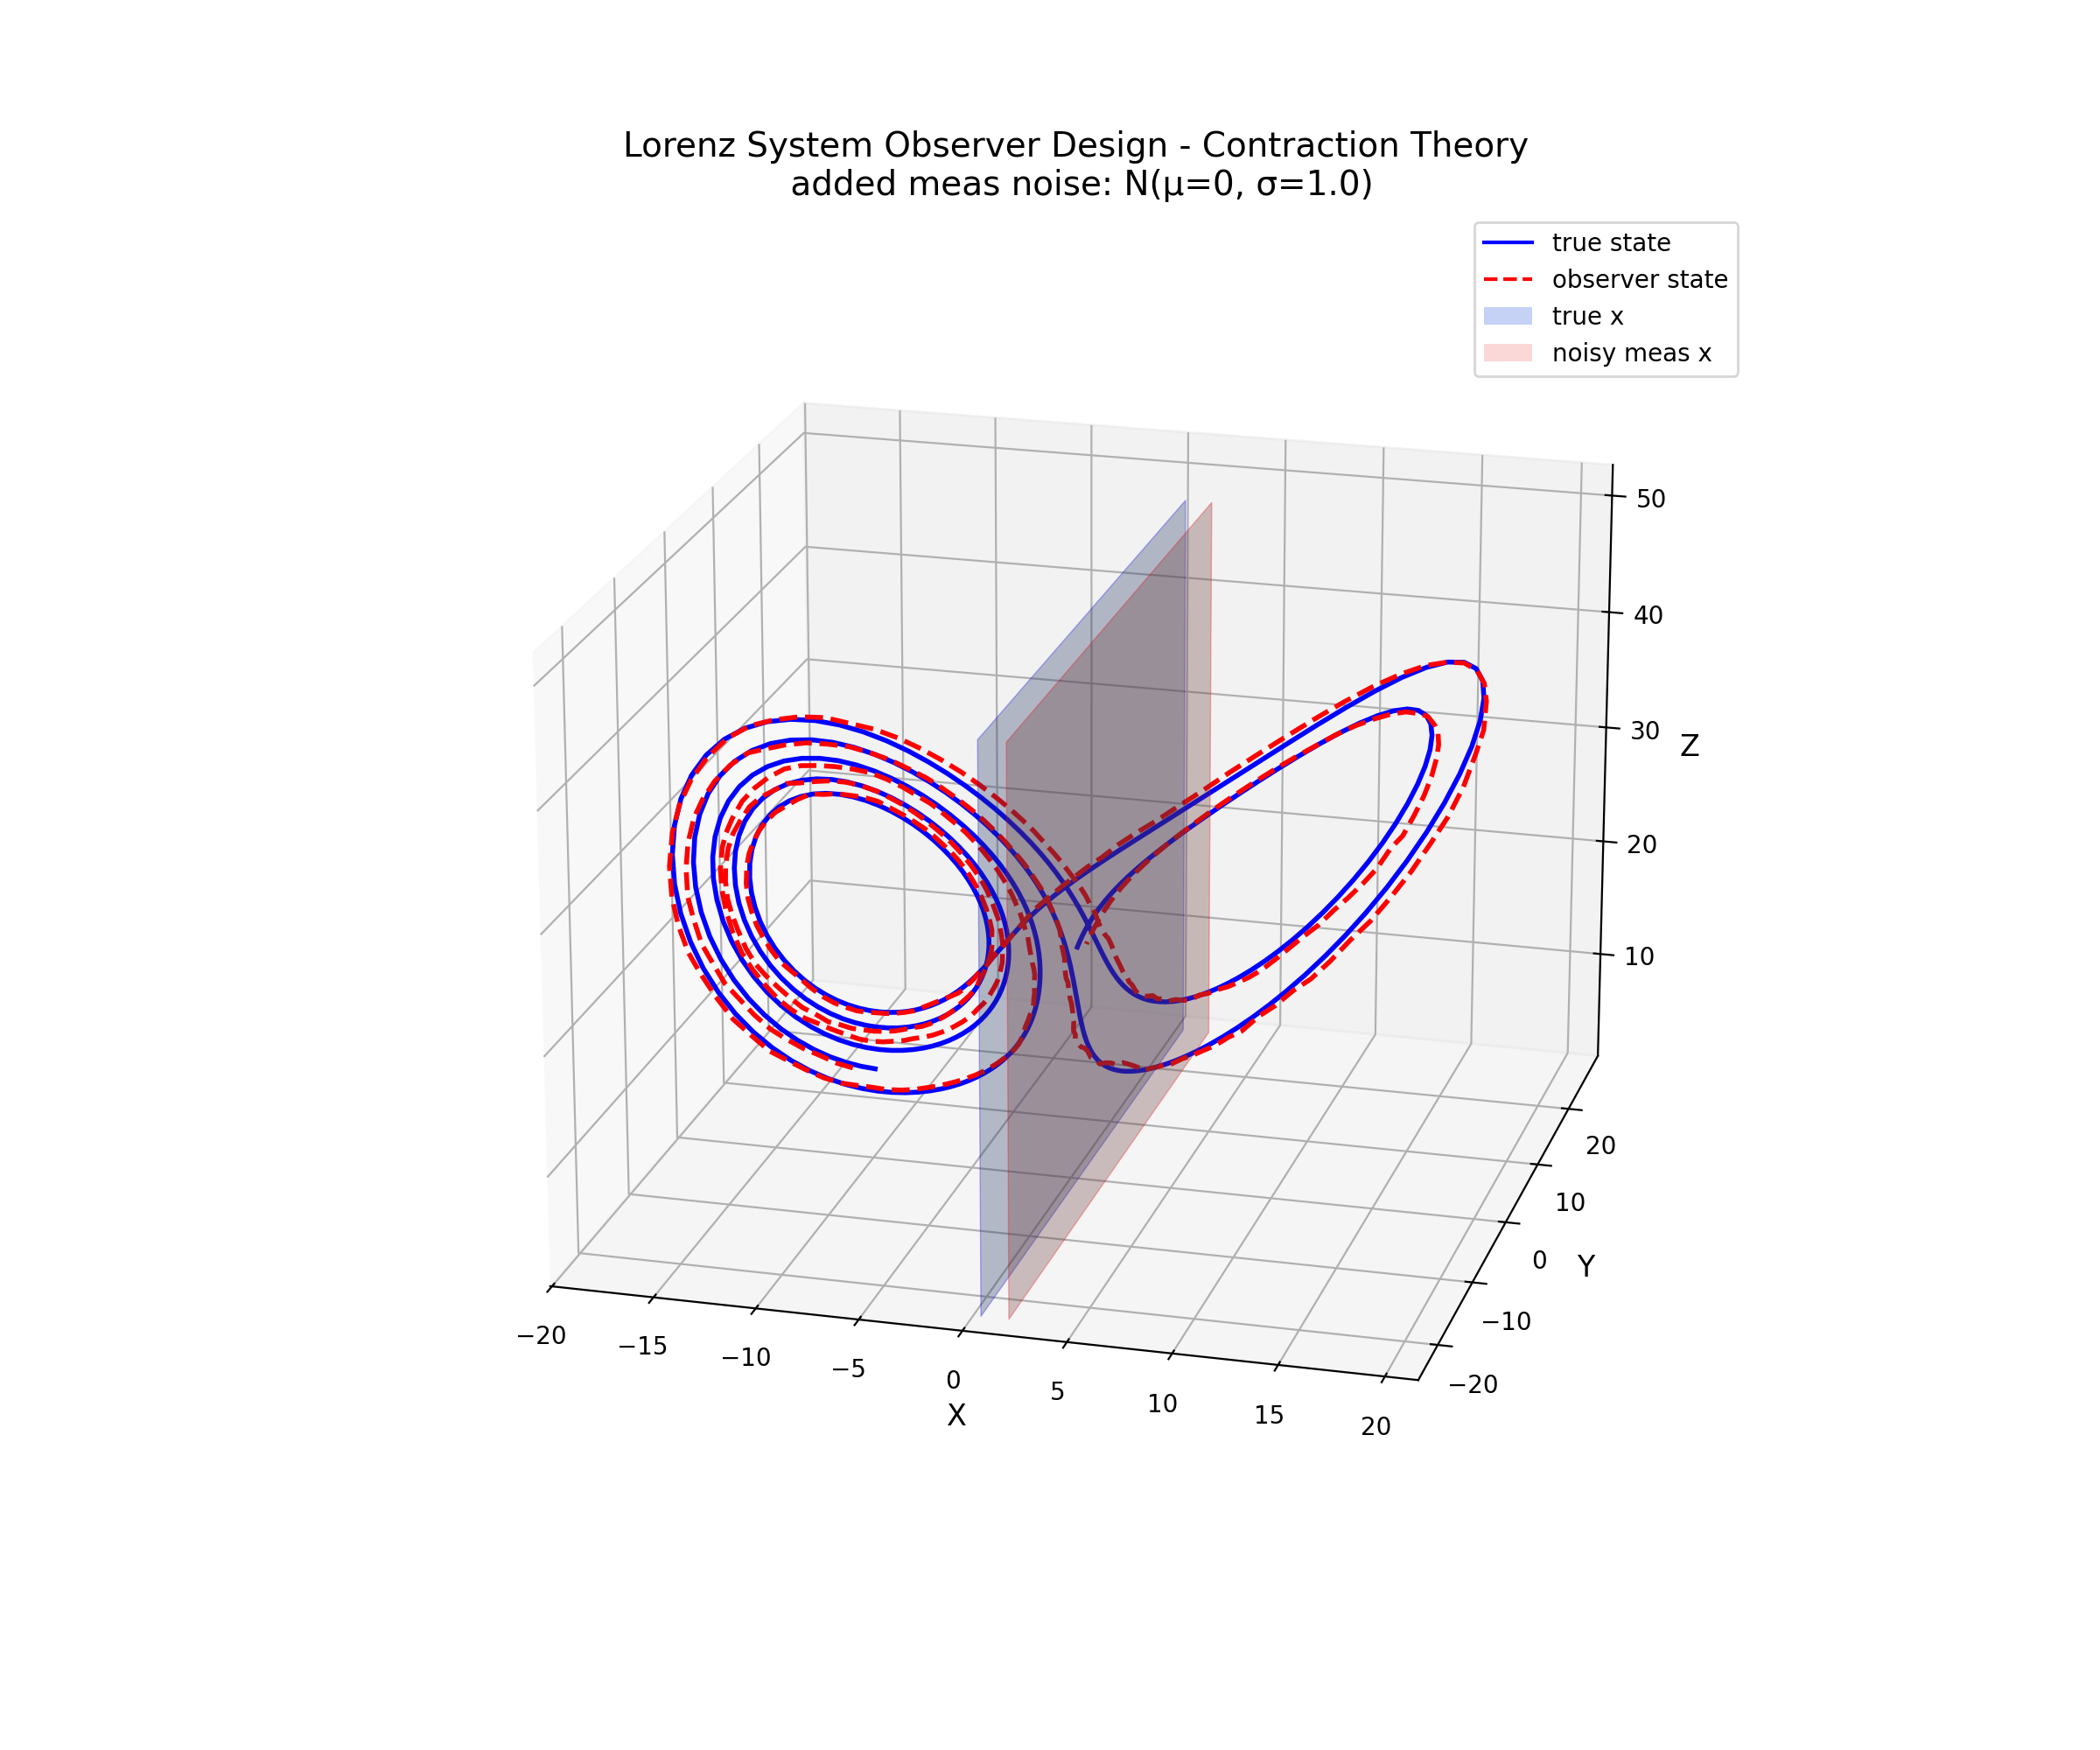 Lorenz System Observer Design - Contraction Theory
added meas noise: N(μ=0, σ=1.0)
true state
observer state
true x
noisy meas x
50
40
30
Z
20
10
20
10
0
Y
−10
−20
−20
−15
−10
−5
0
5
10
15
20
X